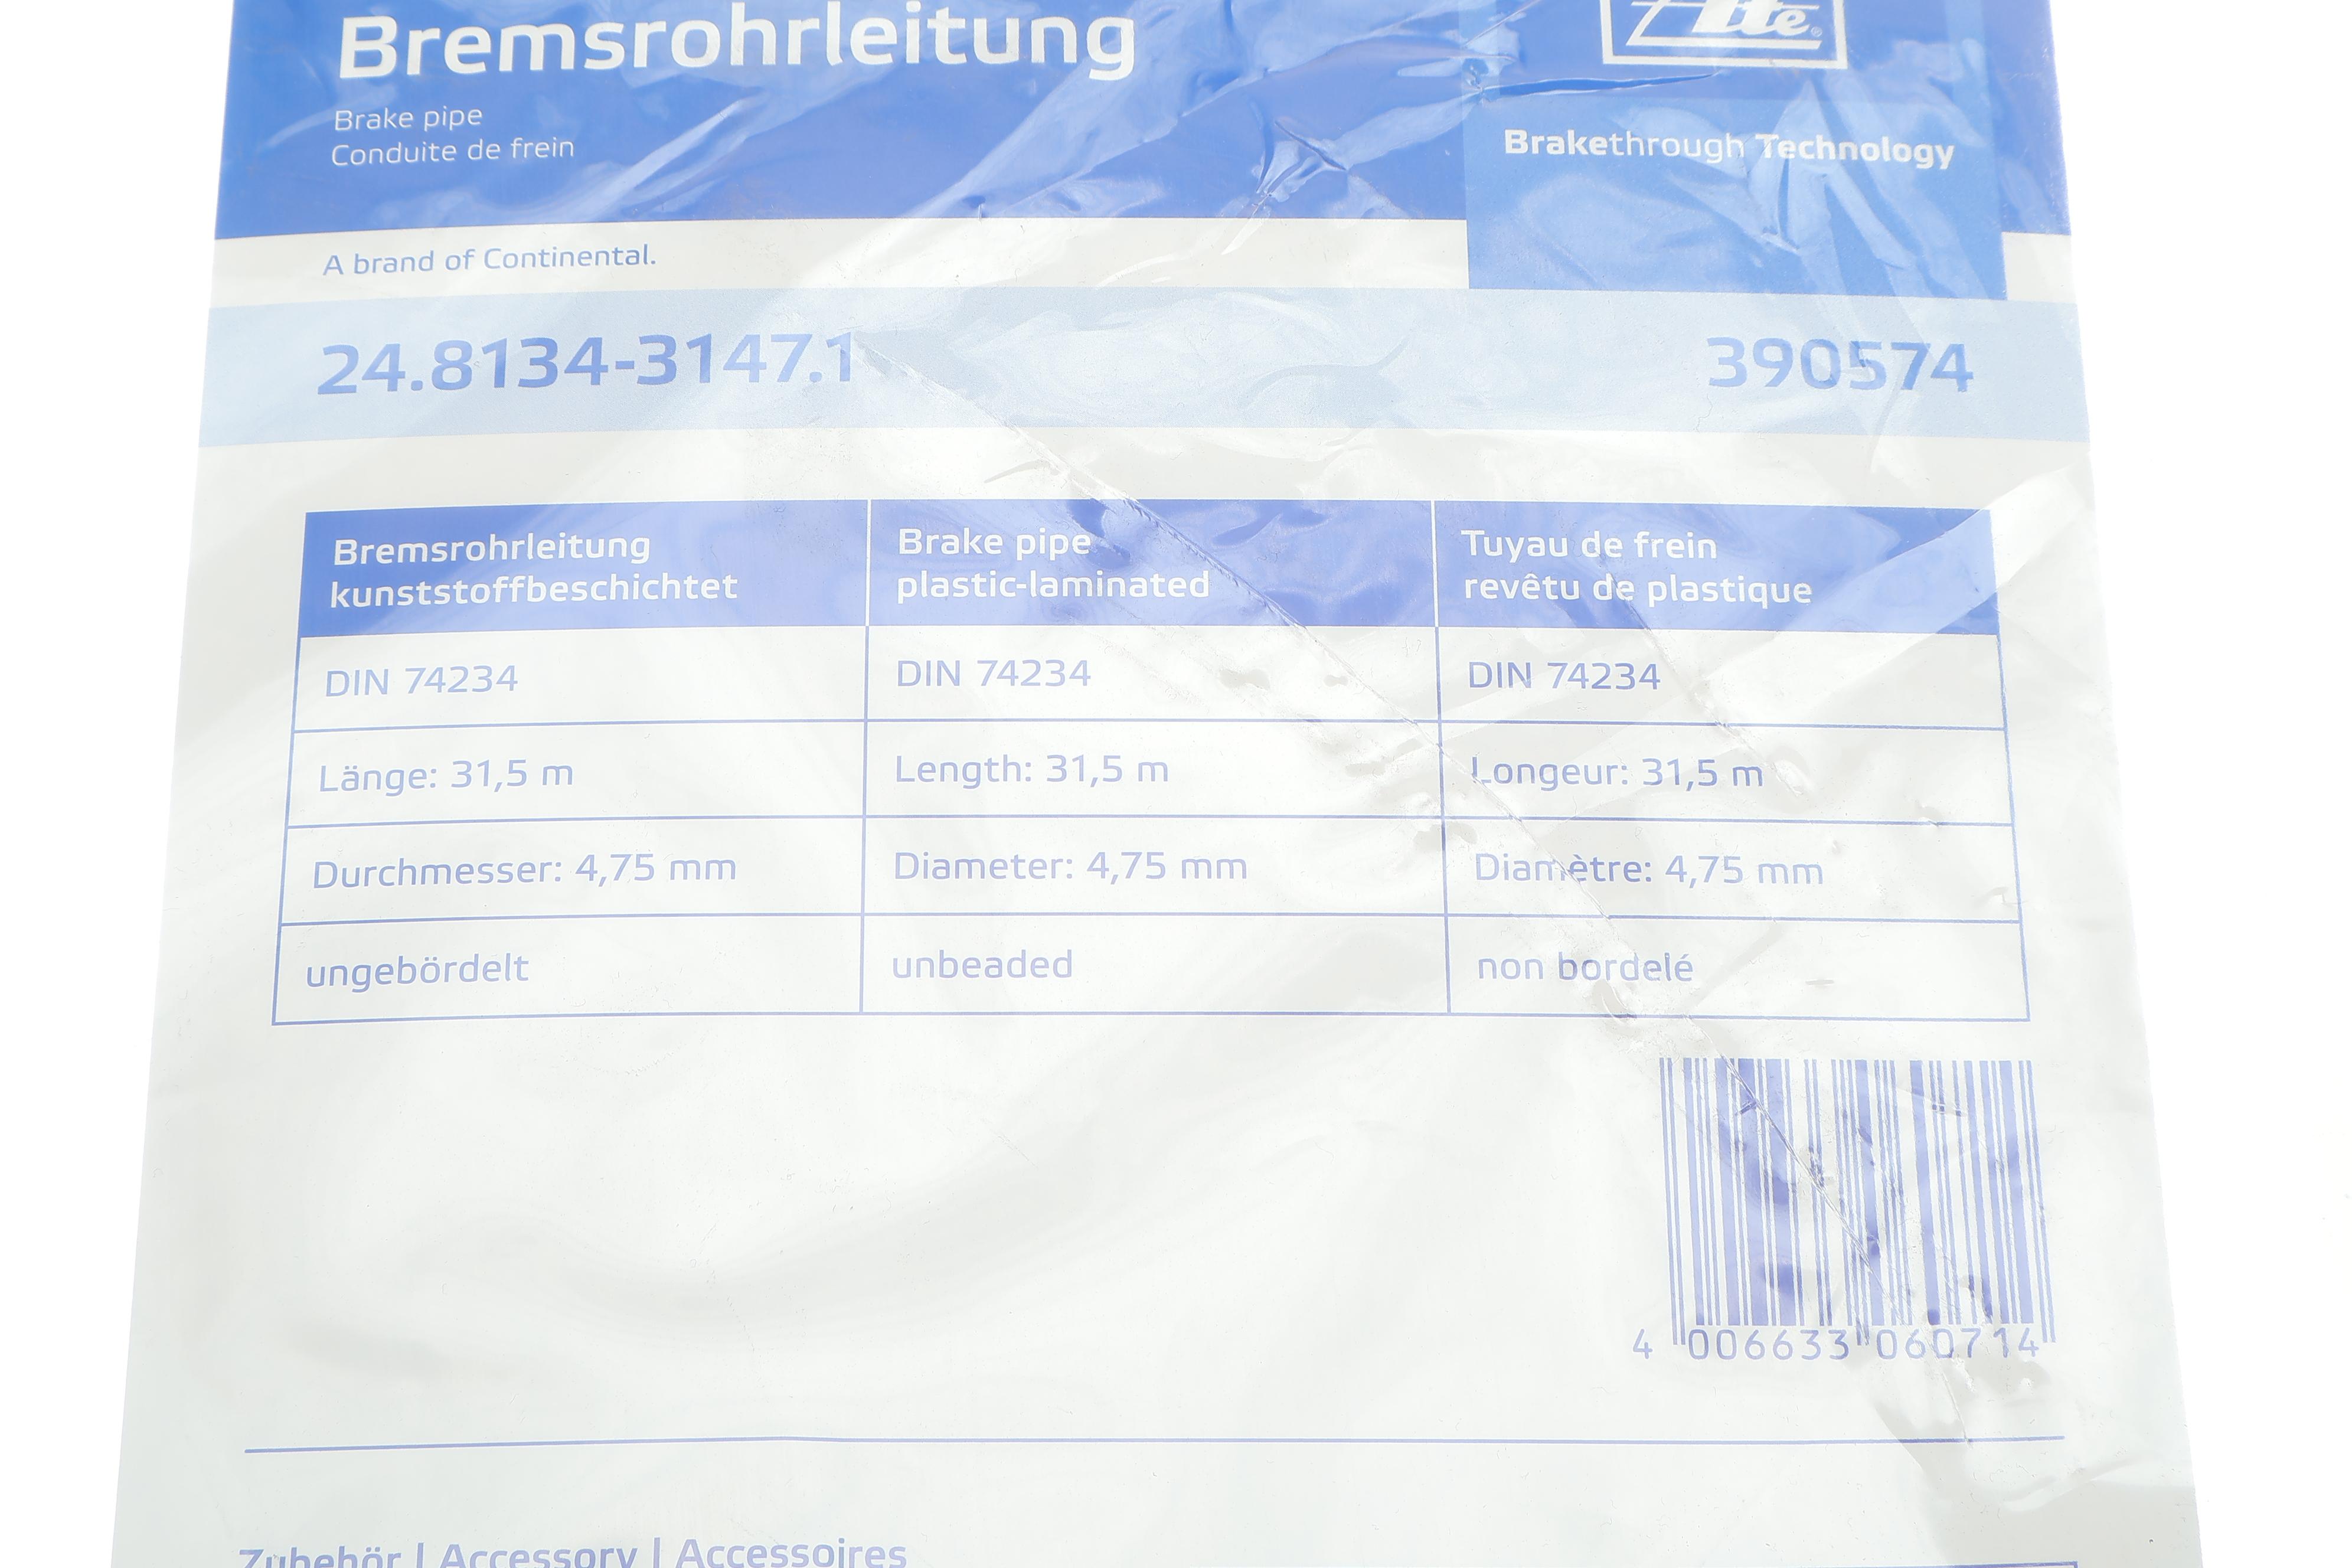 Bremsrohrleitung
Ate®
Brake pipe
Conduite de frein
Brakethrough Technology
A brand of Continental.
24.8134-3147.1
390574
Bremsrohrleitung
kunststoffbeschichtet
Brake pipe
plastic-laminated
Tuyau de frein
revêtu de plastique
DIN 74234
DIN 74234
DIN 74234
Länge: 31,5 m
Length: 31,5 m
Longeur: 31,5 m
Durchmesser: 4,75 mm
Diameter: 4,75 mm
Diamètre: 4,75 mm
ungebördelt
unbeaded
non bordelé
4 006633 060714
Zubehör | Accessory | Accessoires